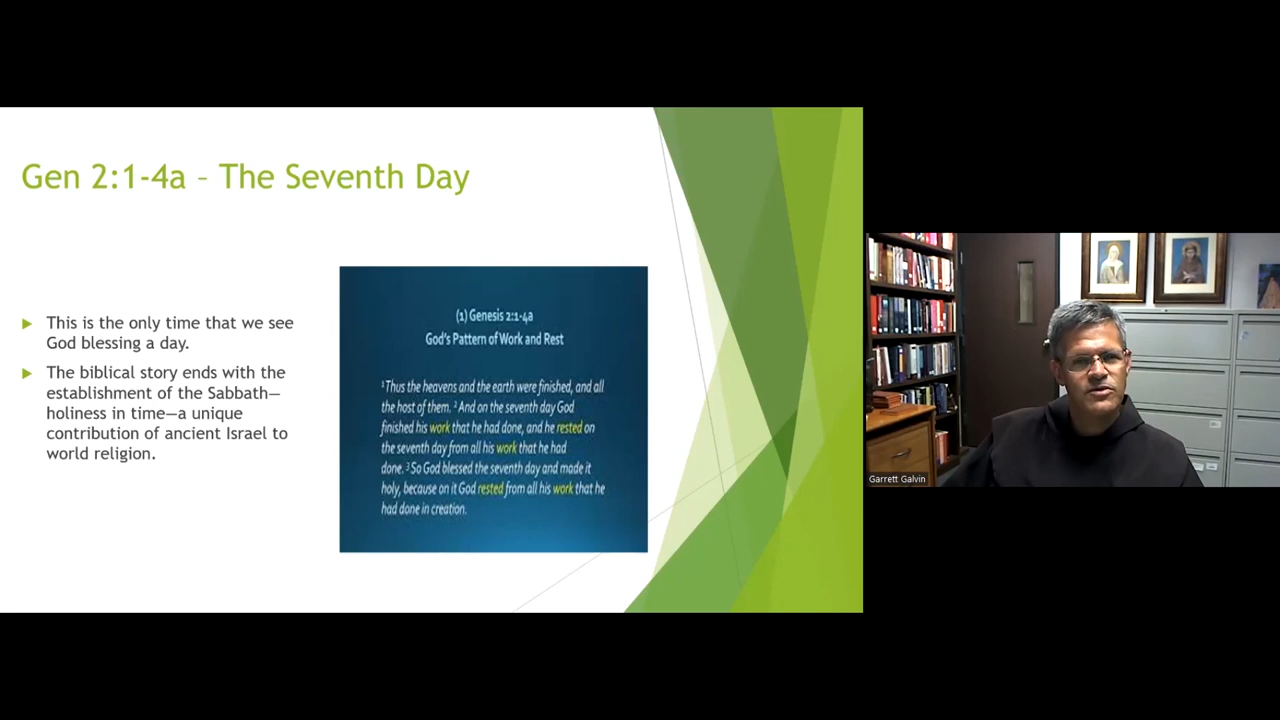 Gen 2:1-4a – The Seventh Day
This is the only time that we see
God blessing a day.
The biblical story ends with the
establishment of the Sabbath—
holiness in time—a unique
contribution of ancient Israel to
world religion.
(1) Genesis 2:1-4a
God's Pattern of Work and Rest
1Thus the heavens and the earth were finished, and all
the host of them. 2And on the seventh day God
finished his work that he had done, and he rested on
the seventh day from all his work that he had
done. 3So God blessed the seventh day and made it
holy, because on it God rested from all his work that he
had done in creation.
Garrett Galvin